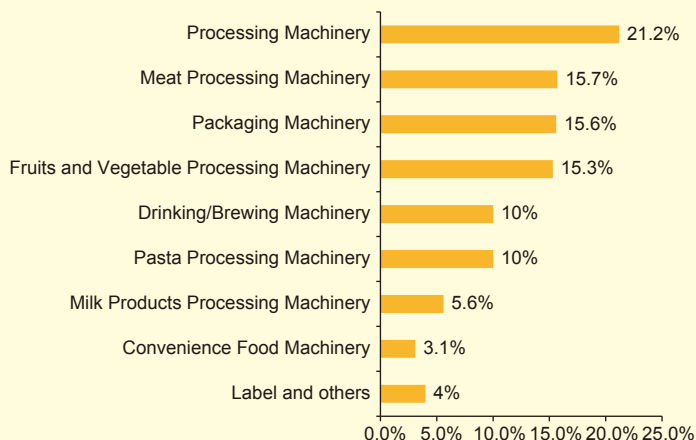 Processing Machinery 21.2%
Meat Processing Machinery 15.7%
Packaging Machinery 15.6%
Fruits and Vegetable Processing Machinery 15.3%
Drinking/Brewing Machinery 10%
Pasta Processing Machinery 10%
Milk Products Processing Machinery 5.6%
Convenience Food Machinery 3.1%
Label and others 4%
0.0% 5.0% 10.0% 15.0% 20.0% 25.0%